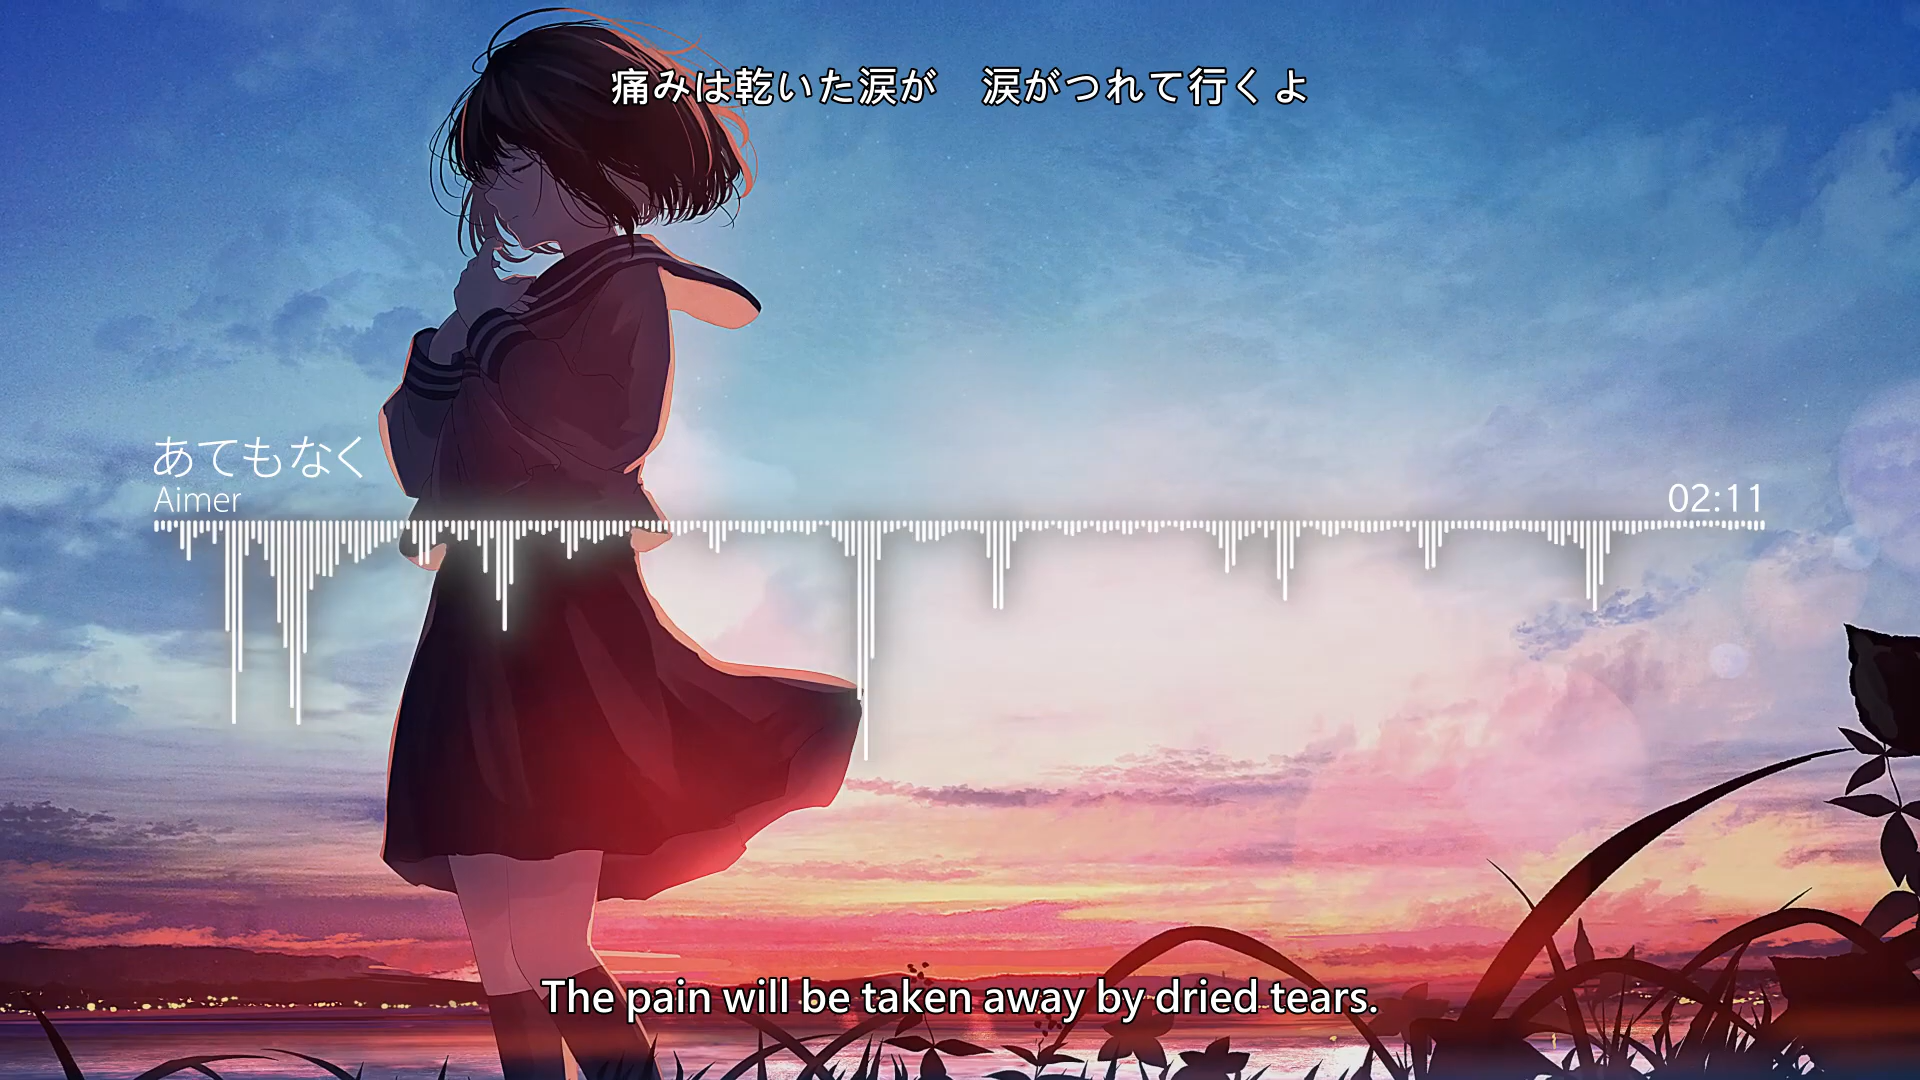 痛みは乾いた涙が　涙がつれて行くよ
あてもなく
Aimer
02:11
The pain will be taken away by dried tears.